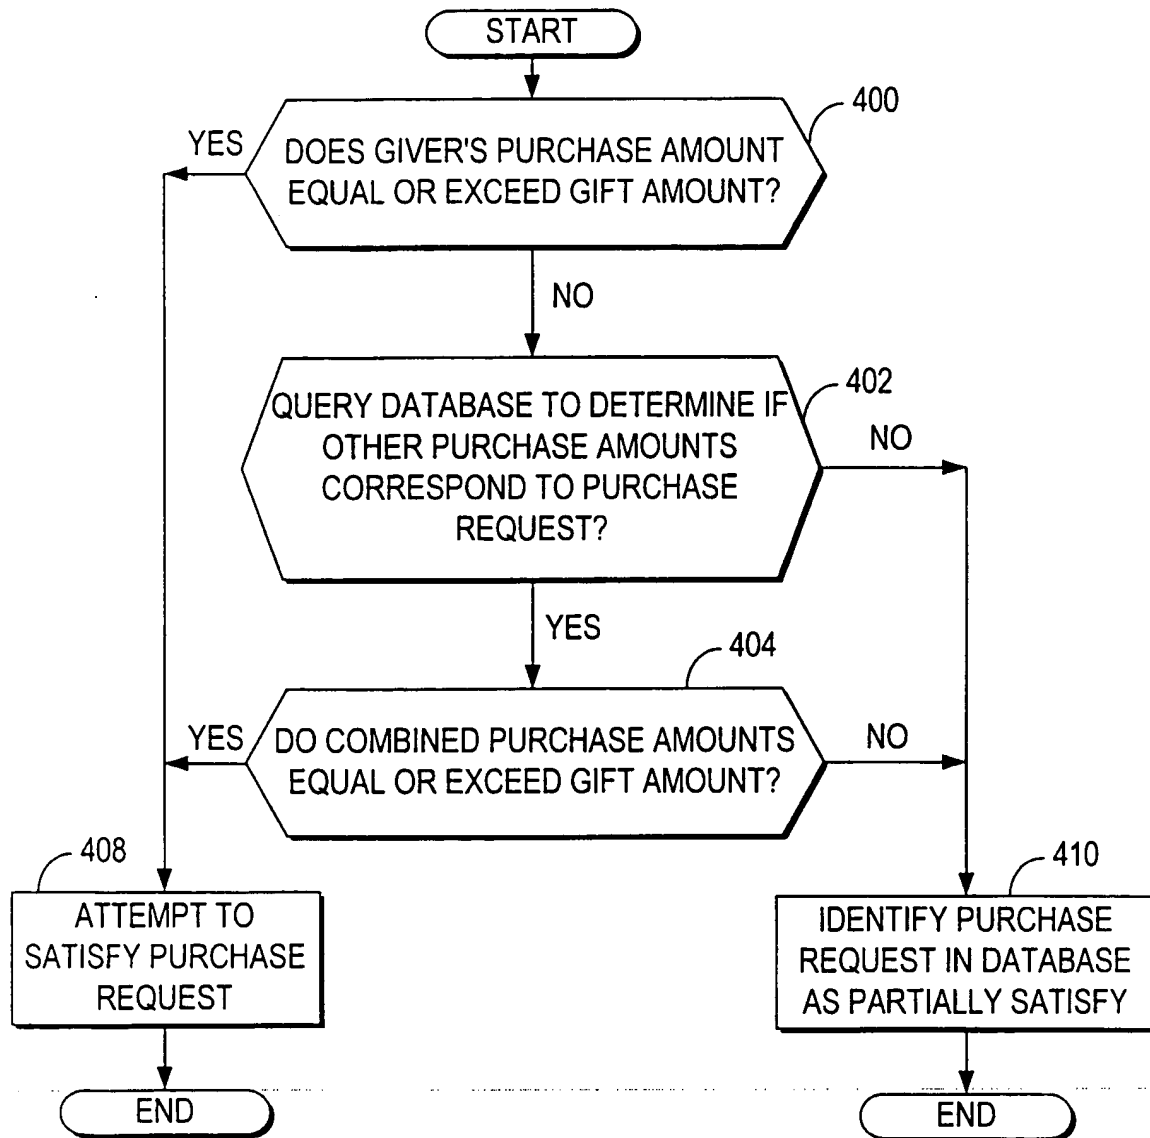 START
400
YES
DOES GIVER'S PURCHASE AMOUNT
EQUAL OR EXCEED GIFT AMOUNT?
NO
402
QUERY DATABASE TO DETERMINE IF
OTHER PURCHASE AMOUNTS
CORRESPOND TO PURCHASE
REQUEST?
NO
YES
404
YES
DO COMBINED PURCHASE AMOUNTS
EQUAL OR EXCEED GIFT AMOUNT?
NO
408
ATTEMPT TO
SATISFY PURCHASE
REQUEST
410
IDENTIFY PURCHASE
REQUEST IN DATABASE
AS PARTIALLY SATISFY
END
END